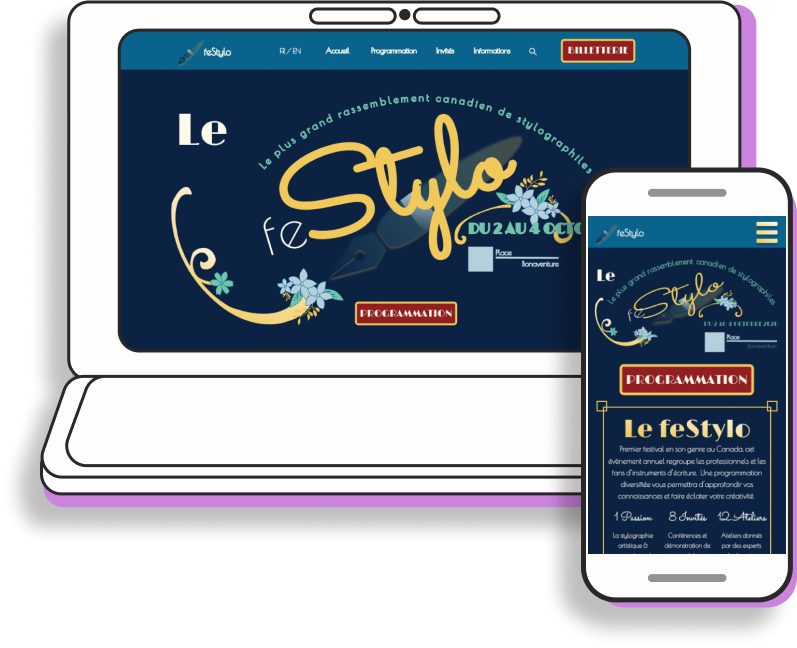 feStylo
FR / EN Accueil Programmation Invités Informations BILLETTERIE
Le plus grand rassemblement canadien de stylographiles
Le
feStylo
DU 2 AU 4 OCTO
Place
Bonaventure
PROGRAMMATION
feStylo
Le plus grand rassemblement canadien de stylographiles
Le
feStylo
DU 2 AU 4 OCTOBRE 2026
Place
Bonaventure
PROGRAMMATION
Le feStylo
Premier festival en son genre au Canada, cet
évènement annuel regroupe les professionnels et les
fans d'instruments d'écriture. Une programmation
diversifiée vous permettra d'approfondir vos
connaissances et faire éclater votre créativité.
1 Passion 8 Invités 12 Ateliers
La stylographie Conférences et Ateliers donnés
artistique & démonstration de par des experts